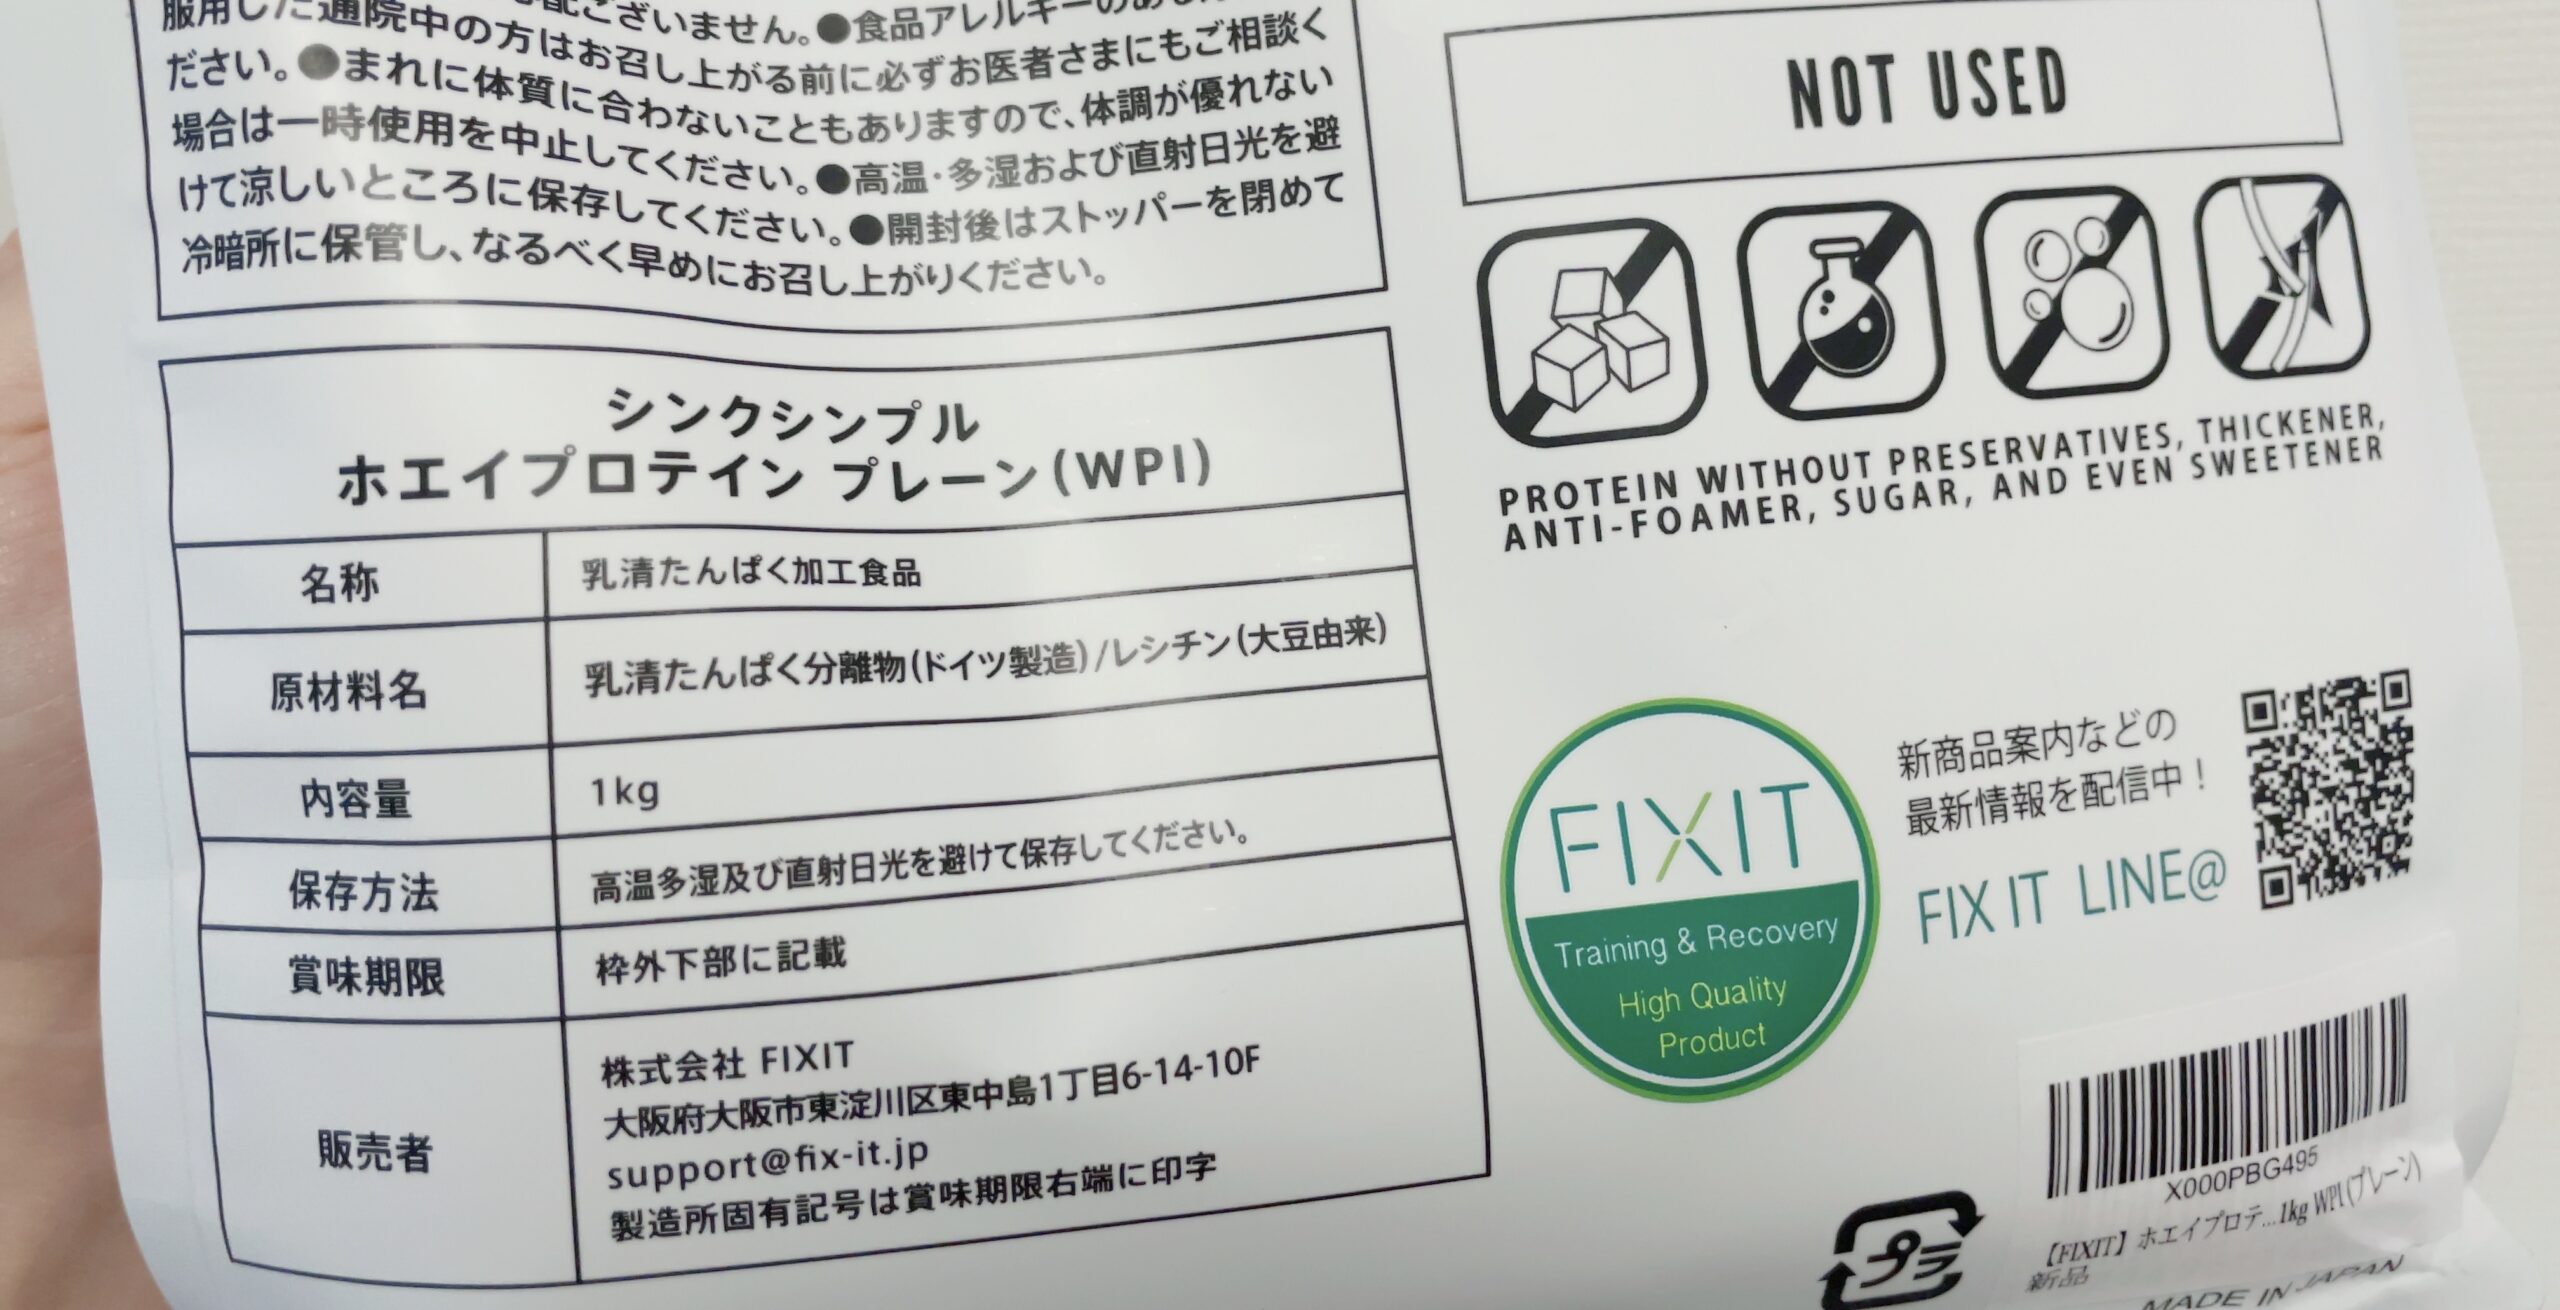 服用した通院中の方はお召し上がる前に必ずお医者さまにもご相談く
ださい。●まれに体質に合わないこともありますので、体調が優れない
場合は一時使用を中止してください。●高温・多湿および直射日光を避
けて涼しいところに保存してください。●開封後はストッパーを閉めて
冷暗所に保管し、なるべく早めにお召し上がりください。
シンクシンプル
ホエイプロテイン プレーン(WPI)
名称 乳清たんぱく加工食品
原材料名 乳清たんぱく分離物(ドイツ製造)/レシチン(大豆由来)
内容量 1kg
保存方法 高温多湿及び直射日光を避けて保存してください。
賞味期限 枠外下部に記載
販売者 株式会社 FIXIT
大阪府大阪市東淀川区東中島1丁目6-14-10F
support@fix-it.jp
製造所固有記号は賞味期限右端に印字
NOT USED
PROTEIN WITHOUT PRESERVATIVES, THICKENER,
ANTI-FOAMER, SUGAR, AND EVEN SWEETENER
FIXIT
Training & Recovery
High Quality
Product
新商品案内などの
最新情報を配信中！
FIX IT LINE@
X000PBG495
【FIXIT】ホエイプロテ...1kg WPI(プレーン)
新品
プラ
MADE IN JAPAN